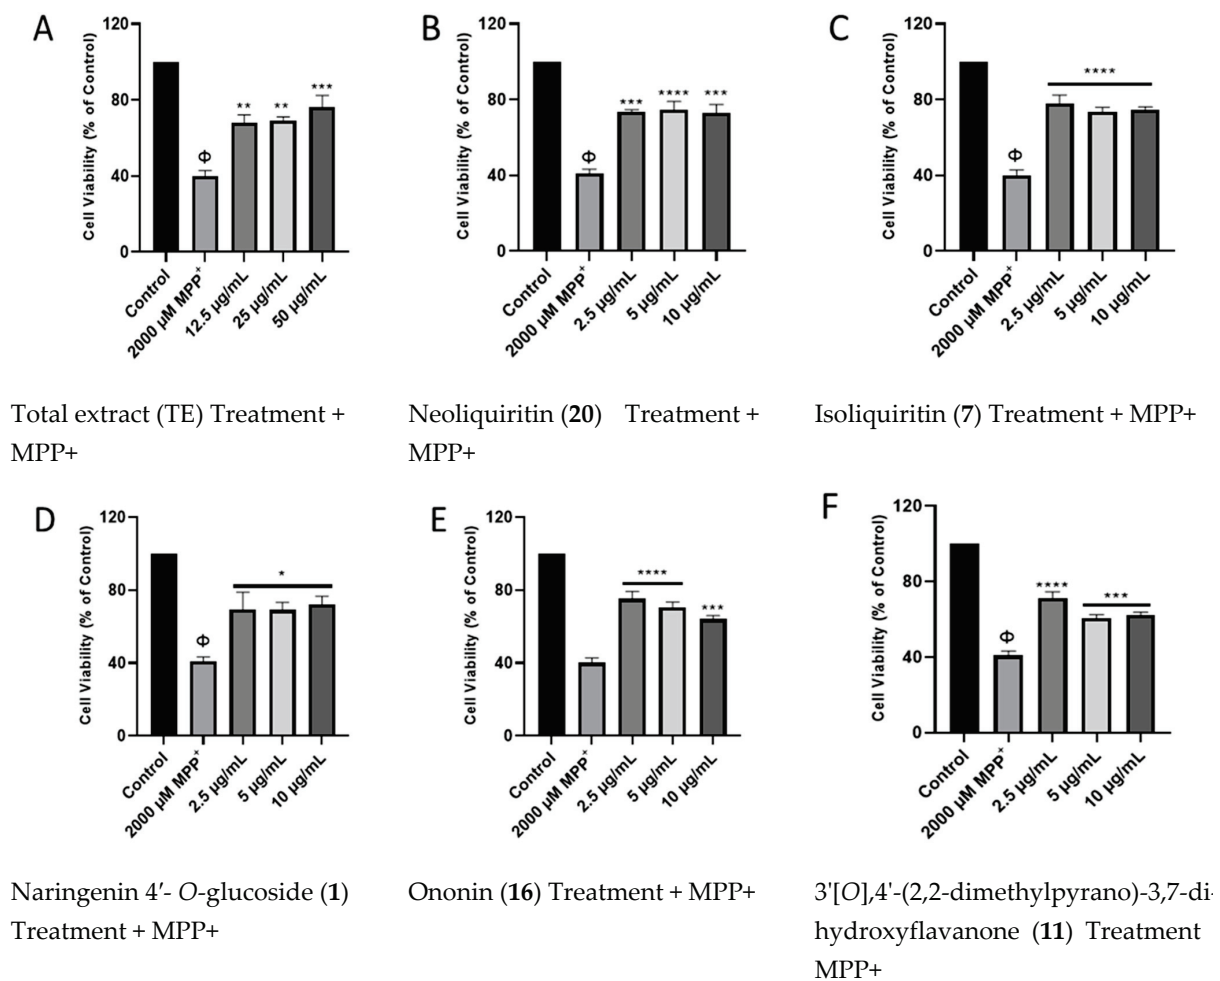 A
Cell Viability (% of Control)
120
80
40
0
Φ
**
**
***
Control
2000 µM MPP⁺
12.5 µg/mL
25 µg/mL
50 µg/mL
Total extract (TE) Treatment +
MPP+
B
Cell Viability (% of Control)
120
80
40
0
Φ
***
****
***
Control
2000 µM MPP⁺
2.5 µg/mL
5 µg/mL
10 µg/mL
Neoliquiritin (20) Treatment +
MPP+
C
Cell Viability (% of Control)
120
80
40
0
Φ
****
Control
2000 µM MPP⁺
2.5 µg/mL
5 µg/mL
10 µg/mL
Isoliquiritin (7) Treatment + MPP+
D
Cell Viability (% of Control)
120
80
40
0
Φ
*
Control
2000 µM MPP⁺
2.5 µg/mL
5 µg/mL
10 µg/mL
Naringenin 4′- O-glucoside (1)
Treatment + MPP+
E
Cell Viability (% of Control)
120
80
40
0
****
***
Control
2000 µM MPP⁺
2.5 µg/mL
5 µg/mL
10 µg/mL
Ononin (16) Treatment + MPP+
F
Cell Viability (% of Control)
120
80
40
0
Φ
****
***
Control
2000 µM MPP⁺
2.5 µg/mL
5 µg/mL
10 µg/mL
3'[O],4'-(2,2-dimethylpyrano)-3,7-di-
hydroxyflavanone (11) Treatment
MPP+